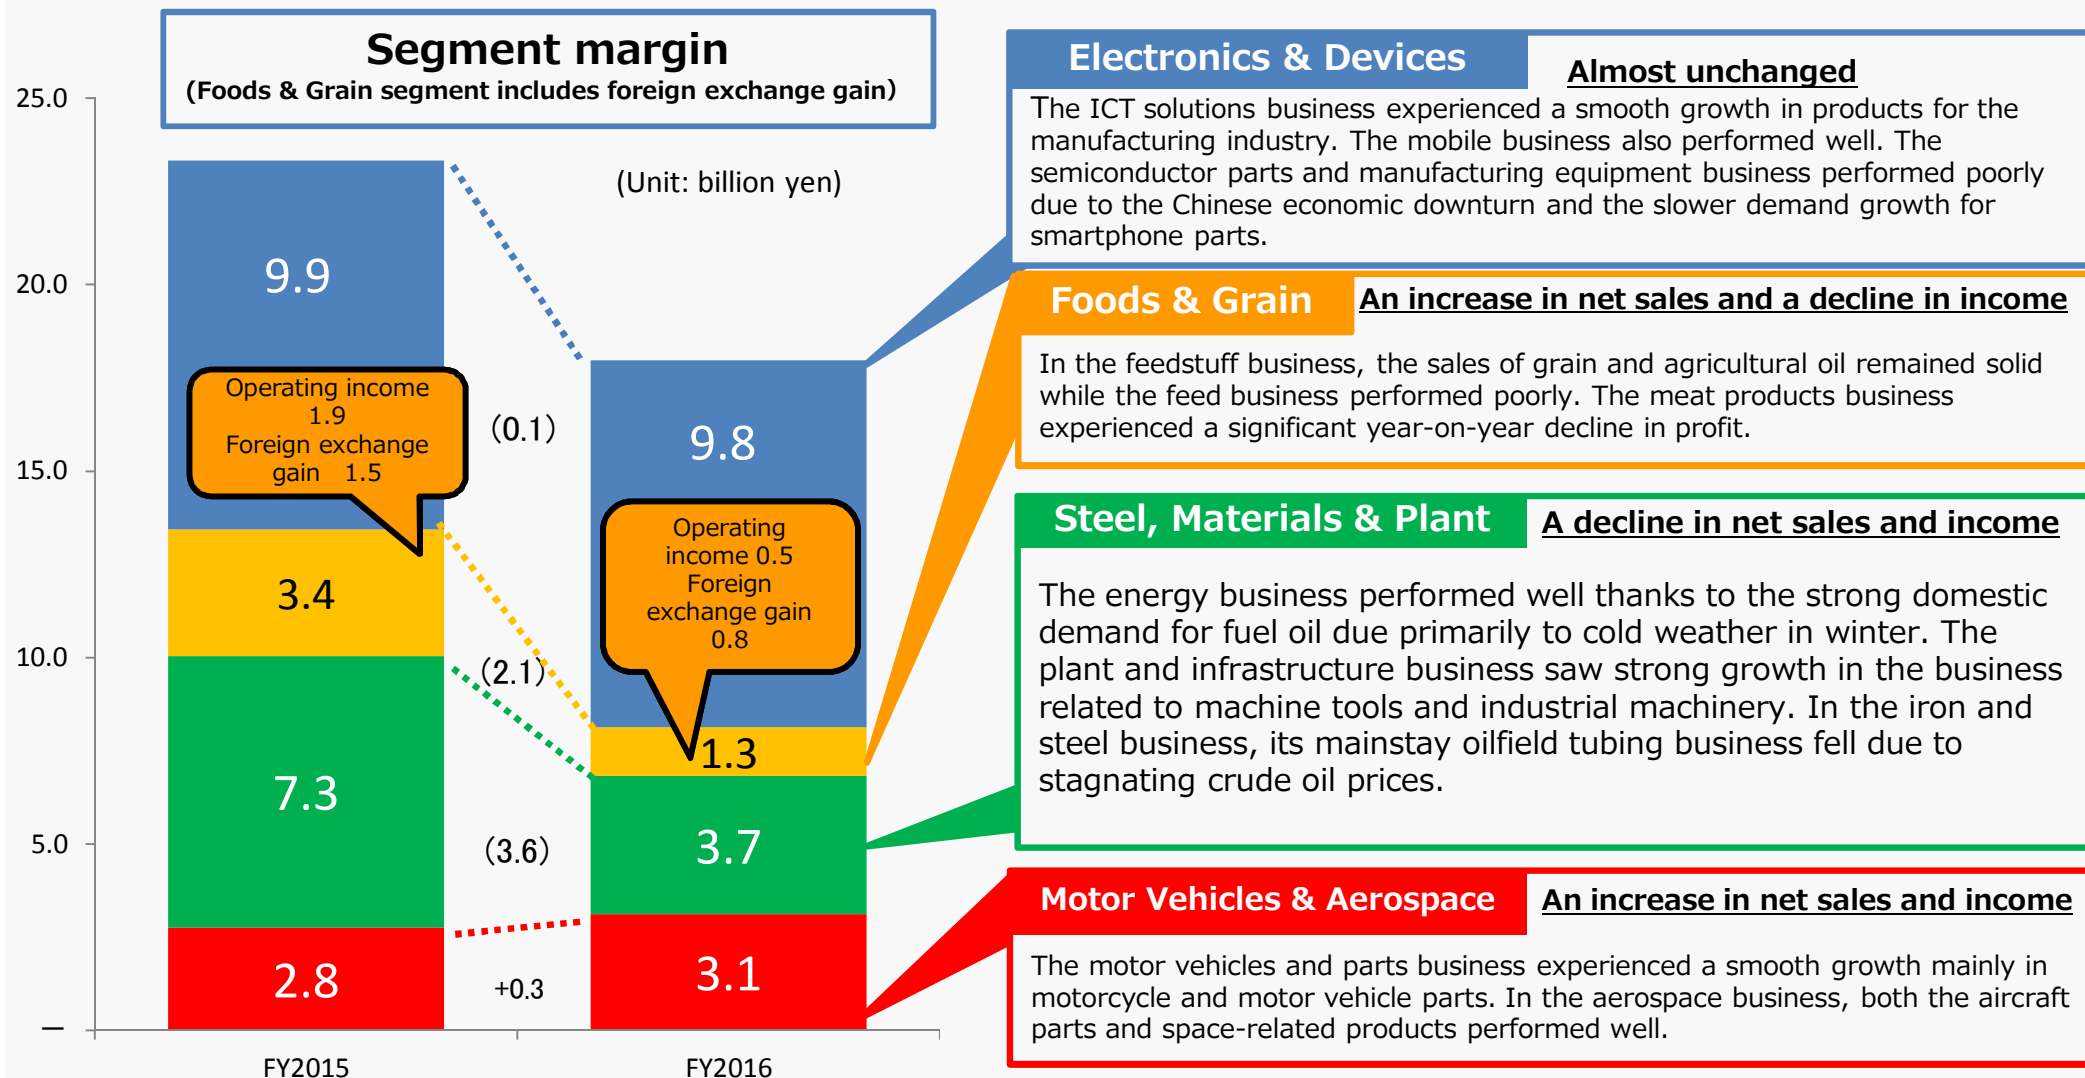 Segment margin
(Foods & Grain segment includes foreign exchange gain)
(Unit: billion yen)
25.0
20.0
15.0
10.0
5.0
—
9.9
Operating income
1.9
Foreign exchange
gain 1.5
3.4
7.3
2.8
(0.1)
(2.1)
(3.6)
+0.3
9.8
Operating
income 0.5
Foreign
exchange gain
0.8
1.3
3.7
3.1
FY2015
FY2016
Electronics & Devices
Almost unchanged
The ICT solutions business experienced a smooth growth in products for the
manufacturing industry. The mobile business also performed well. The
semiconductor parts and manufacturing equipment business performed poorly
due to the Chinese economic downturn and the slower demand growth for
smartphone parts.
Foods & Grain
An increase in net sales and a decline in income
In the feedstuff business, the sales of grain and agricultural oil remained solid
while the feed business performed poorly. The meat products business
experienced a significant year-on-year decline in profit.
Steel, Materials & Plant
A decline in net sales and income
The energy business performed well thanks to the strong domestic
demand for fuel oil due primarily to cold weather in winter. The
plant and infrastructure business saw strong growth in the business
related to machine tools and industrial machinery. In the iron and
steel business, its mainstay oilfield tubing business fell due to
stagnating crude oil prices.
Motor Vehicles & Aerospace
An increase in net sales and income
The motor vehicles and parts business experienced a smooth growth mainly in
motorcycle and motor vehicle parts. In the aerospace business, both the aircraft
parts and space-related products performed well.